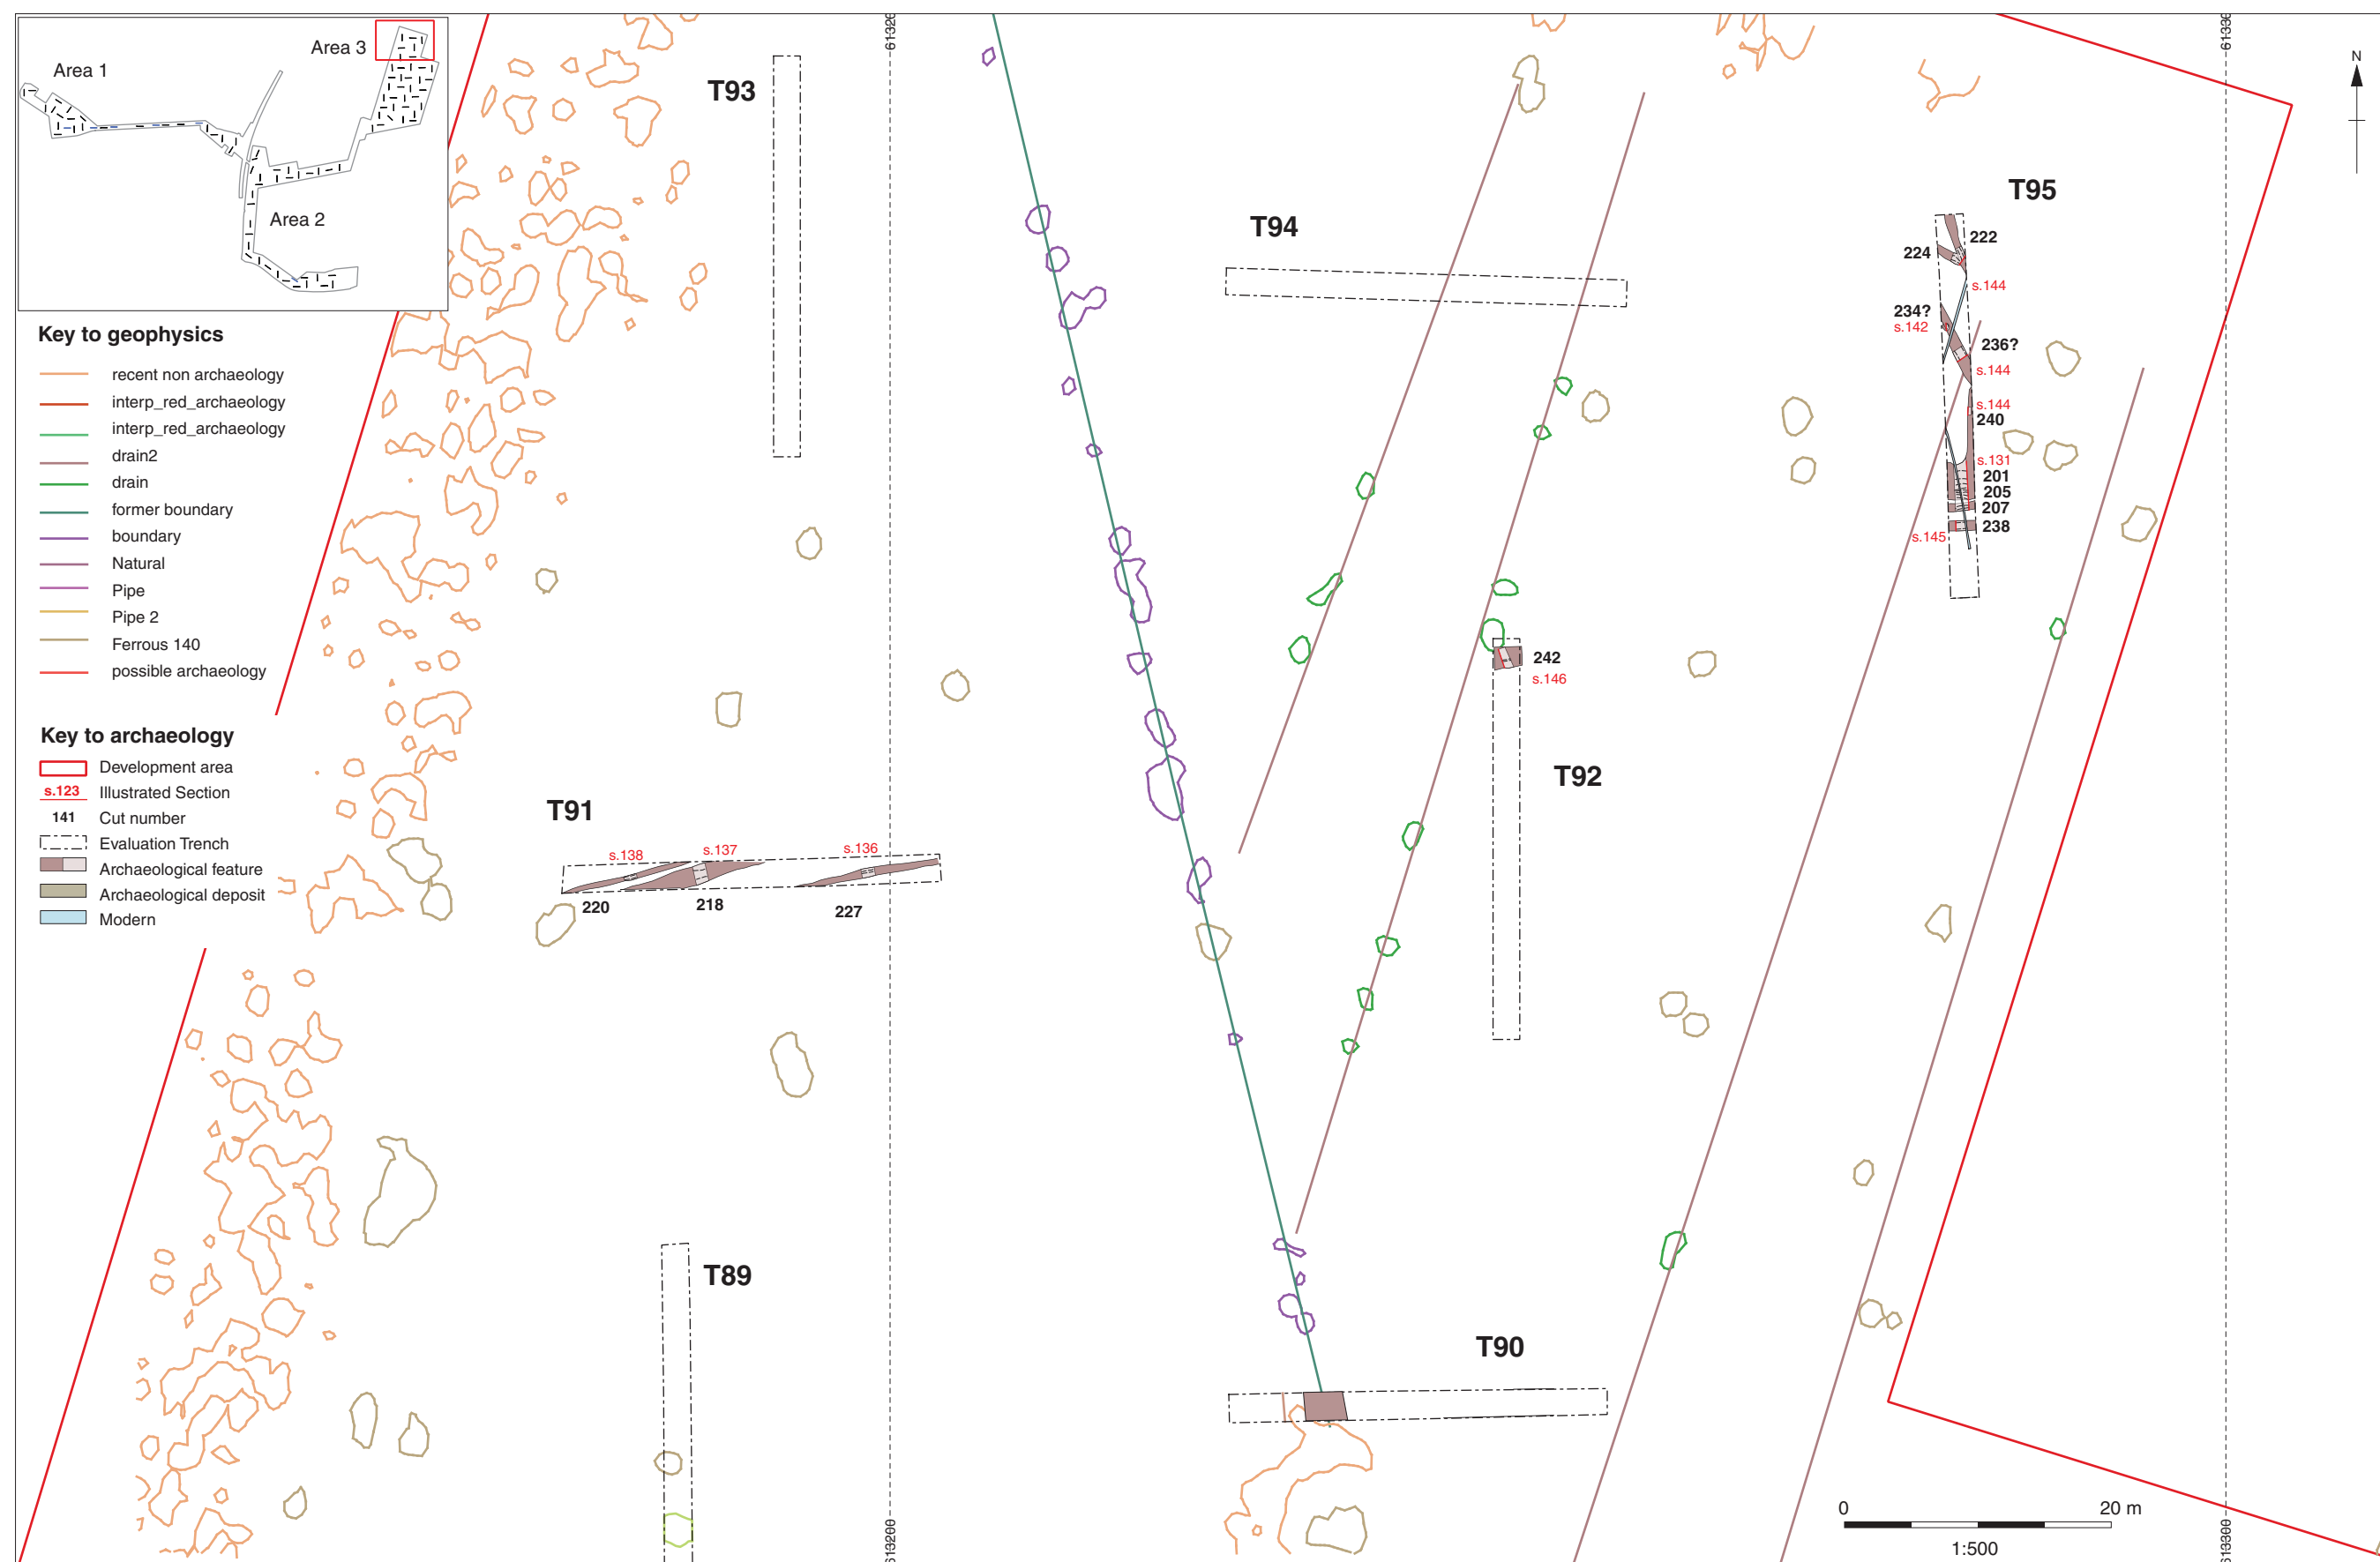 Area 1
Area 3
Area 2
Key to geophysics
recent non archaeology
interp_red_archaeology
interp_red_archaeology
drain2
drain
former boundary
boundary
Natural
Pipe
Pipe 2
Ferrous 140
possible archaeology
Key to archaeology
Development area
s.123 Illustrated Section
141 Cut number
Evaluation Trench
Archaeological feature
Archaeological deposit
Modern
T93
T94
T95
N
222
224
s.144
234?
s.142
236?
s.144
s.144
240
s.131
201
205
207
238
s.145
242
s.146
T92
T91
s.138
s.137
s.136
220
218
227
T89
T90
613200
613300
0
20 m
1:500